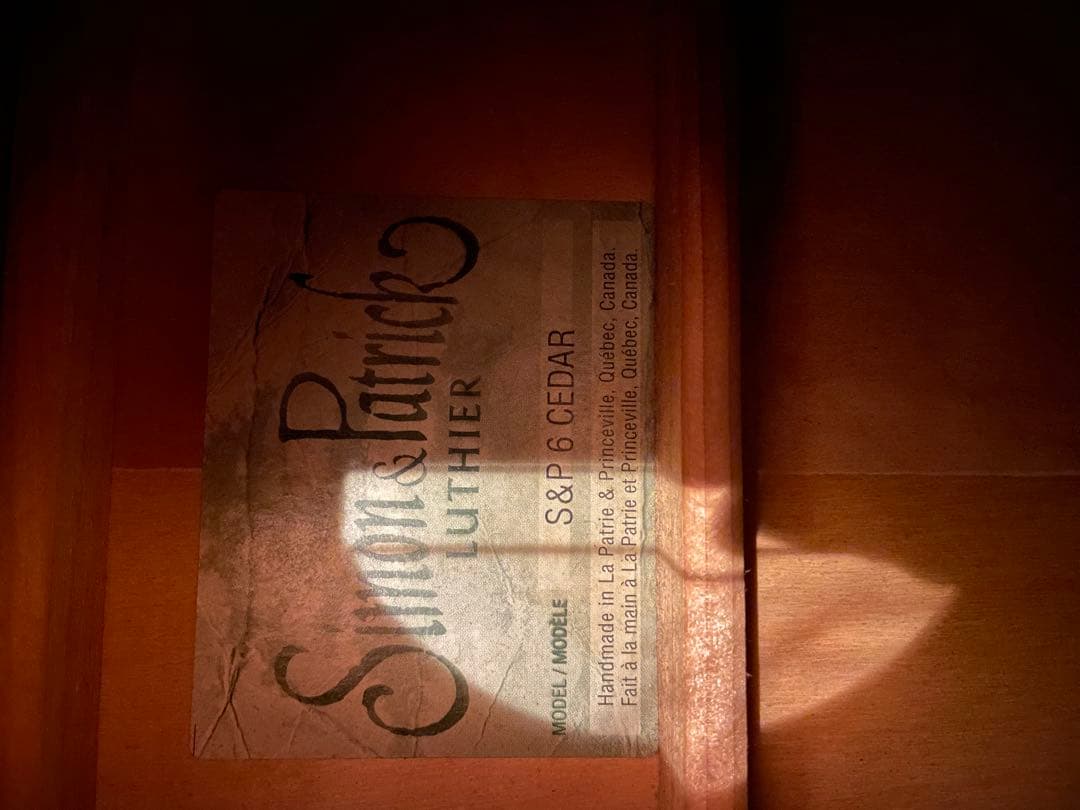 Simon & Patrick
LUTHIER
MODEL / MODÈLE S&P 6 CEDAR
Handmade in La Patrie & Princeville, Québec, Canada.
Fait à la main à La Patrie et Princeville, Québec, Canada.